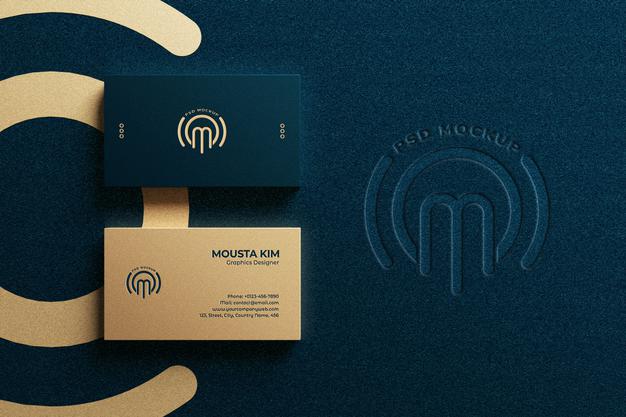 PSD MOCKUP
m
MOUSTA KIM
Graphics Designer
PSD MOCKUP
m
Phone: +0123-456-7890
Mail: contact@email.com
www.yourcompanyweb.com
123, Street, City, Country Name, 456
PSD MOCKUP
m